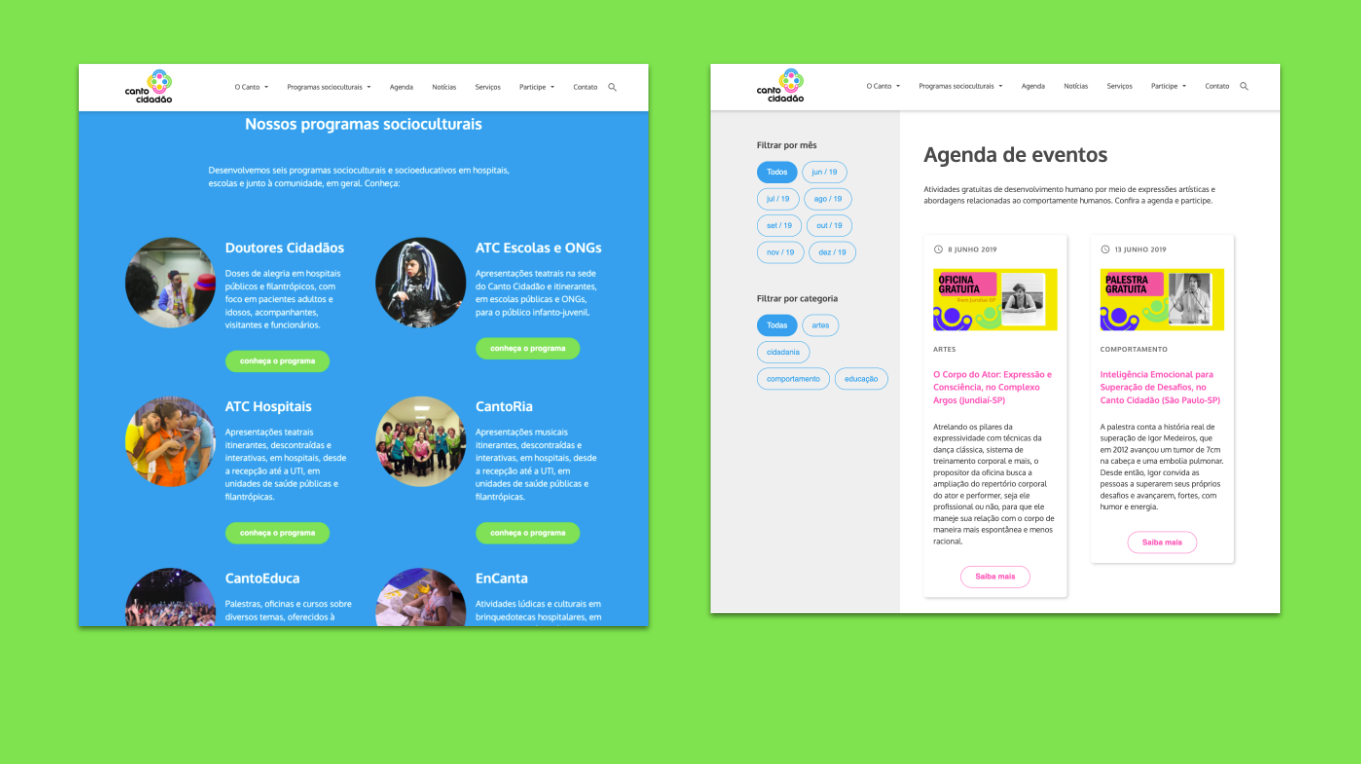 canto
cidadão
O Canto
Programas socioculturais
Agenda
Notícias
Serviços
Participe
Contato
Nossos programas socioculturais
Desenvolvemos seis programas socioculturais e socioeducativos em hospitais,
escolas e junto à comunidade, em geral. Conheça:
Doutores Cidadãos
Doses de alegria em hospitais
públicos e filantrópicos, com
foco em pacientes adultos e
idosos, acompanhantes,
visitantes e funcionários.
conheça o programa
ATC Escolas e ONGs
Apresentações teatrais na sede
do Canto Cidadão e itinerantes,
em escolas públicas e ONGs,
para o público infanto-juvenil.
conheça o programa
ATC Hospitais
Apresentações teatrais
itinerantes, descontraídas e
interativas, em hospitais, desde
a recepção até a UTI, em
unidades de saúde públicas e
filantrópicas.
conheça o programa
CantoRia
Apresentações musicais
itinerantes, descontraídas e
interativas, em hospitais, desde
a recepção até a UTI, em
unidades de saúde públicas e
filantrópicas.
conheça o programa
CantoEduca
Palestras, oficinas e cursos sobre
diversos temas, oferecidos à
EnCanta
Atividades lúdicas e culturais em
brinquedotecas hospitalares, em
canto
cidadão
O Canto
Programas socioculturais
Agenda
Notícias
Serviços
Participe
Contato
Filtrar por mês
Todos
jun / 19
jul / 19
ago / 19
set / 19
out / 19
nov / 19
dez / 19
Filtrar por categoria
Todas
artes
cidadania
comportamento
educação
Agenda de eventos
Atividades gratuitas de desenvolvimento humano por meio de expressões artísticas e
abordagens relacionadas ao comportamente humanos. Confira a agenda e participe.
8 JUNHO 2019
OFICINA
GRATUITA
ARTES
O Corpo do Ator: Expressão e
Consciência, no Complexo
Argos (Jundiaí-SP)
Atrelando os pilares da
expressividade com técnicas da
dança clássica, sistema de
treinamento corporal e mais, o
propositor da oficina busca a
ampliação do repertório corporal
do ator e performer, seja ele
profissional ou não, para que ele
maneje sua relação com o corpo de
maneira mais espontânea e menos
racional.
Saiba mais
13 JUNHO 2019
PALESTRA
GRATUITA
COMPORTAMENTO
Inteligência Emocional para
Superação de Desafios, no
Canto Cidadão (São Paulo-SP)
A palestra conta a história real de
superação de Igor Medeiros, que
em 2012 avançou um tumor de 7cm
na cabeça e uma embolia pulmonar.
Desde então, Igor convida as
pessoas a superarem seus próprios
desafios e avançarem, fortes, com
humor e energia.
Saiba mais